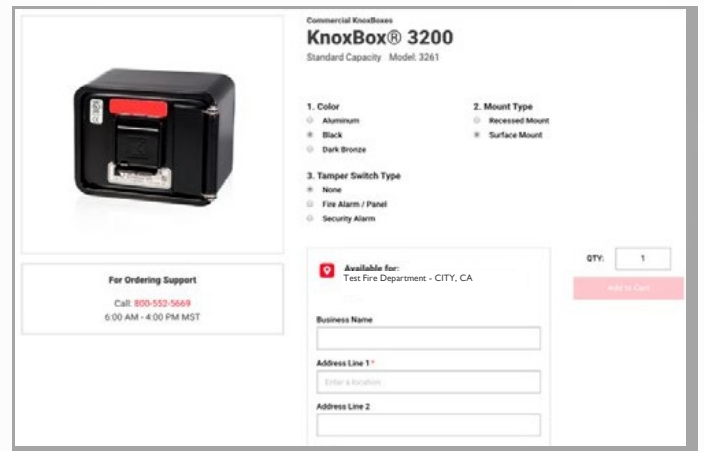 Commercial KnoxBoxes
KnoxBox® 3200
Standard Capacity Model: 3261
1. Color
Aluminum
Black
Dark Bronze
2. Mount Type
Recessed Mount
Surface Mount
3. Tamper Switch Type
None
Fire Alarm / Panel
Security Alarm
For Ordering Support
Call: 800-552-5669
6:00 AM - 4:00 PM MST
Available for:
Test Fire Department - CITY, CA
Business Name
Address Line 1 *
Enter a location
Address Line 2
QTY: 1
Add to Cart